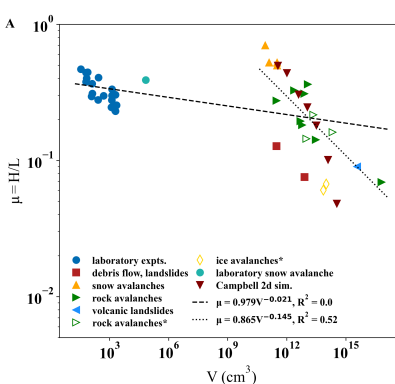 A
10⁰
10⁻¹
10⁻²
μ = H/L
laboratory expts.
debris flow, landslides
snow avalanches
rock avalanches
volcanic landslides
rock avalanches*
ice avalanches*
laboratory snow avalanche
Campbell 2d sim.
μ = 0.979V⁻⁰·⁰²¹, R² = 0.0
μ = 0.865V⁻⁰·¹⁴⁵, R² = 0.52
10³ 10⁶ 10⁹ 10¹² 10¹⁵
V (cm³)